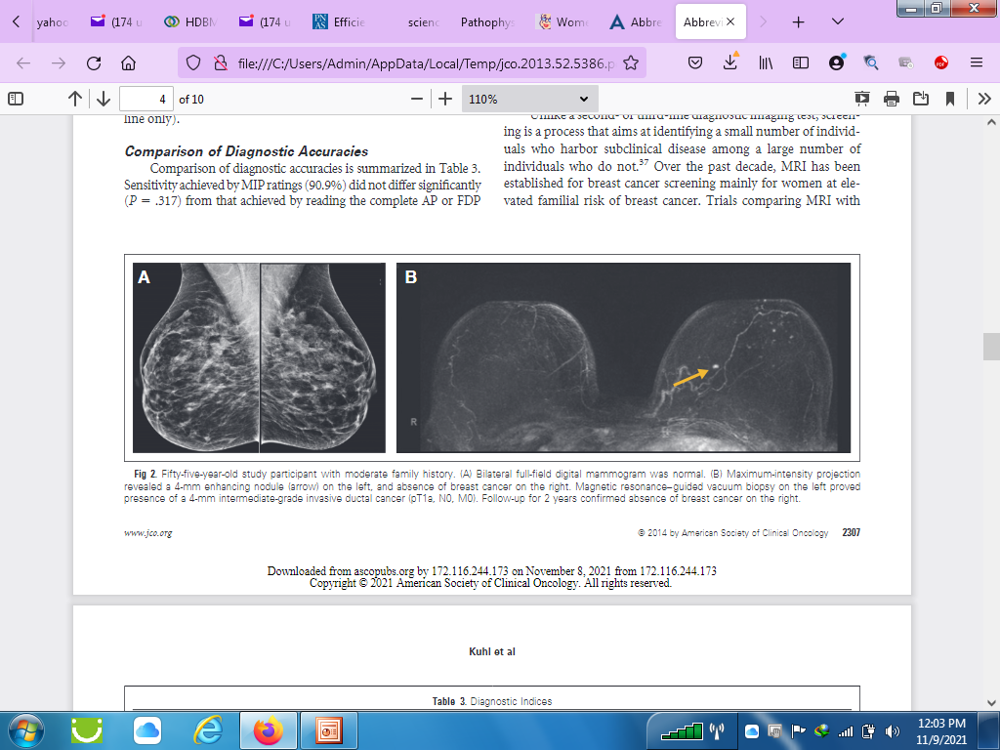 yahoo
(174 u
HDBM
(174 u
Efficie
scienc
Pathophys
Wome
Abbre
Abbrevi
file:///C:/Users/Admin/AppData/Local/Temp/jco.2013.52.5386.p
4 of 10
110%
line only).
Comparison of Diagnostic Accuracies
Comparison of diagnostic accuracies is summarized in Table 3.
Sensitivity achieved by MIP ratings (90.9%) did not differ significantly
(P = .317) from that achieved by reading the complete AP or FDP
Unlike a second- or third-line diagnostic imaging test, screen-
ing is a process that aims at identifying a small number of individ-
uals who harbor subclinical disease among a large number of
individuals who do not.37 Over the past decade, MRI has been
established for breast cancer screening mainly for women at ele-
vated familial risk of breast cancer. Trials comparing MRI with
A
B
R
Fig 2. Fifty-five-year-old study participant with moderate family history. (A) Bilateral full-field digital mammogram was normal. (B) Maximum-intensity projection
revealed a 4-mm enhancing nodule (arrow) on the left, and absence of breast cancer on the right. Magnetic resonance–guided vacuum biopsy on the left proved
presence of a 4-mm intermediate-grade invasive ductal cancer (pT1a, N0, M0). Follow-up for 2 years confirmed absence of breast cancer on the right.
www.jco.org
© 2014 by American Society of Clinical Oncology 2307
Downloaded from ascopubs.org by 172.116.244.173 on November 8, 2021 from 172.116.244.173
Copyright © 2021 American Society of Clinical Oncology. All rights reserved.
Kuhl et al
Table 3. Diagnostic Indices
12:03 PM
11/9/2021